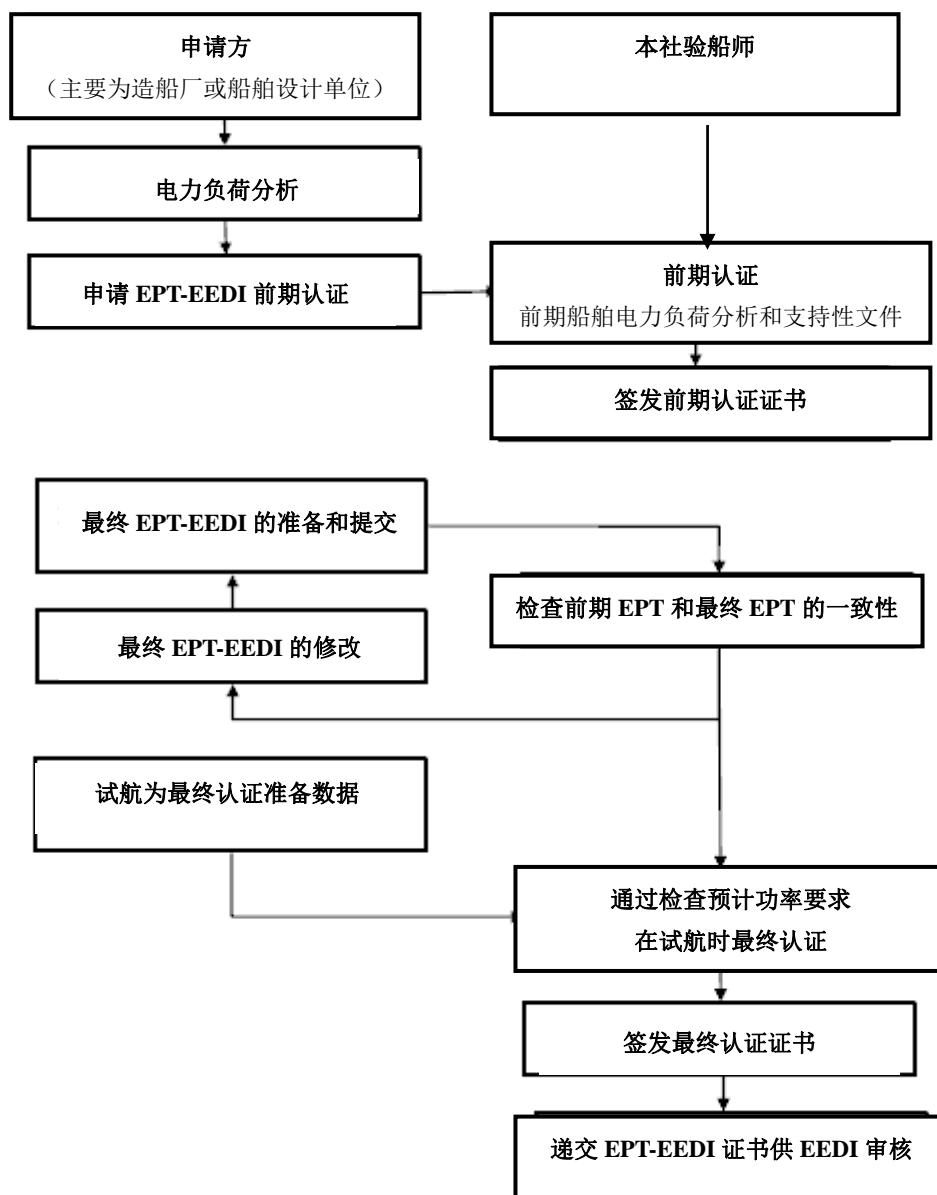 申请方
（主要为造船厂或船舶设计单位）
本社验船师
电力负荷分析
申请 EPT-EEDI 前期认证
前期认证
前期船舶电力负荷分析和支持性文件
签发前期认证证书
最终 EPT-EEDI 的准备和提交
检查前期 EPT 和最终 EPT 的一致性
最终 EPT-EEDI 的修改
试航为最终认证准备数据
通过检查预计功率要求
在试航时最终认证
签发最终认证证书
递交 EPT-EEDI 证书供 EEDI 审核